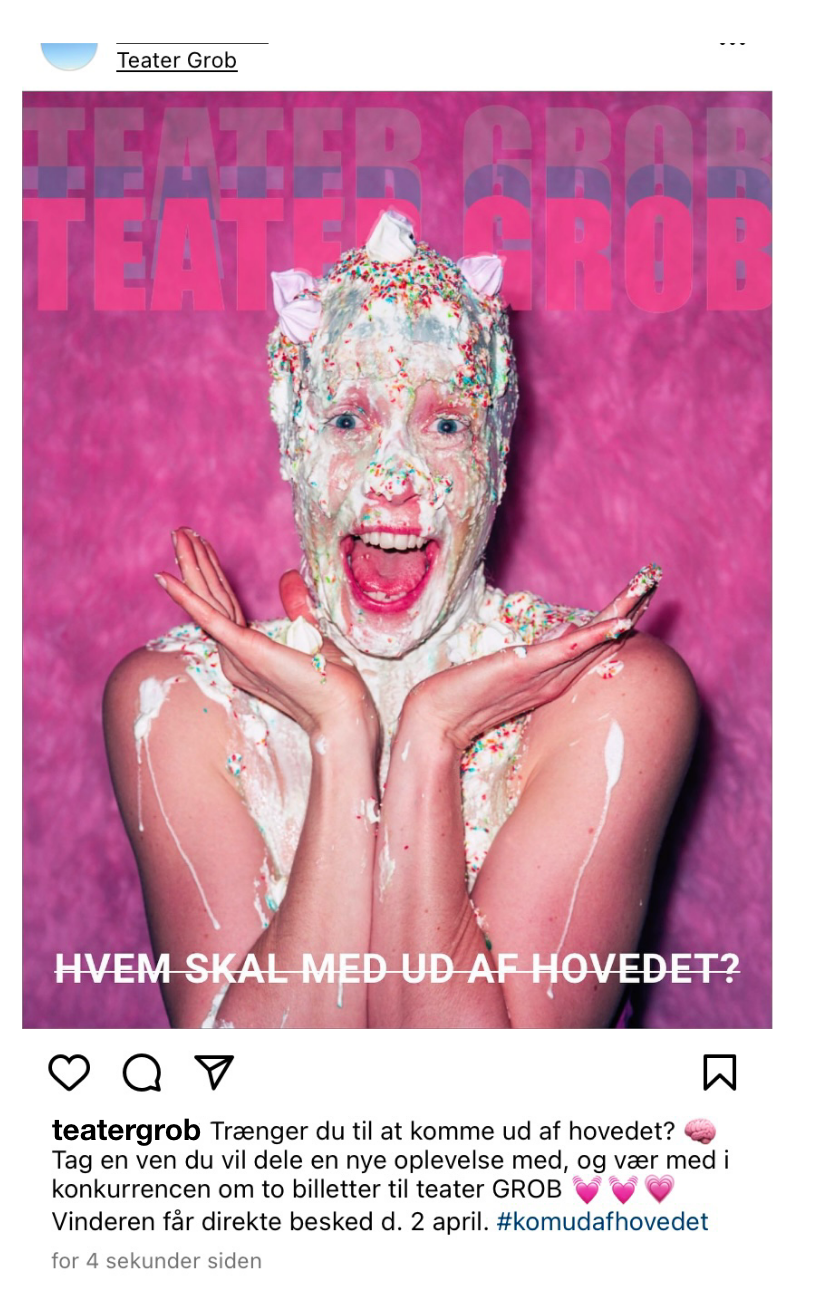 Teater Grob
TEATER GROB
TEATER GROB
HVEM SKAL MED UD AF HOVEDET?
teatergrob Trænger du til at komme ud af hovedet? 🧠
Tag en ven du vil dele en nye oplevelse med, og vær med i
konkurrencen om to billetter til teater GROB 💓 💓 💗
Vinderen får direkte besked d. 2 april. #komudafhovedet
for 4 sekunder siden